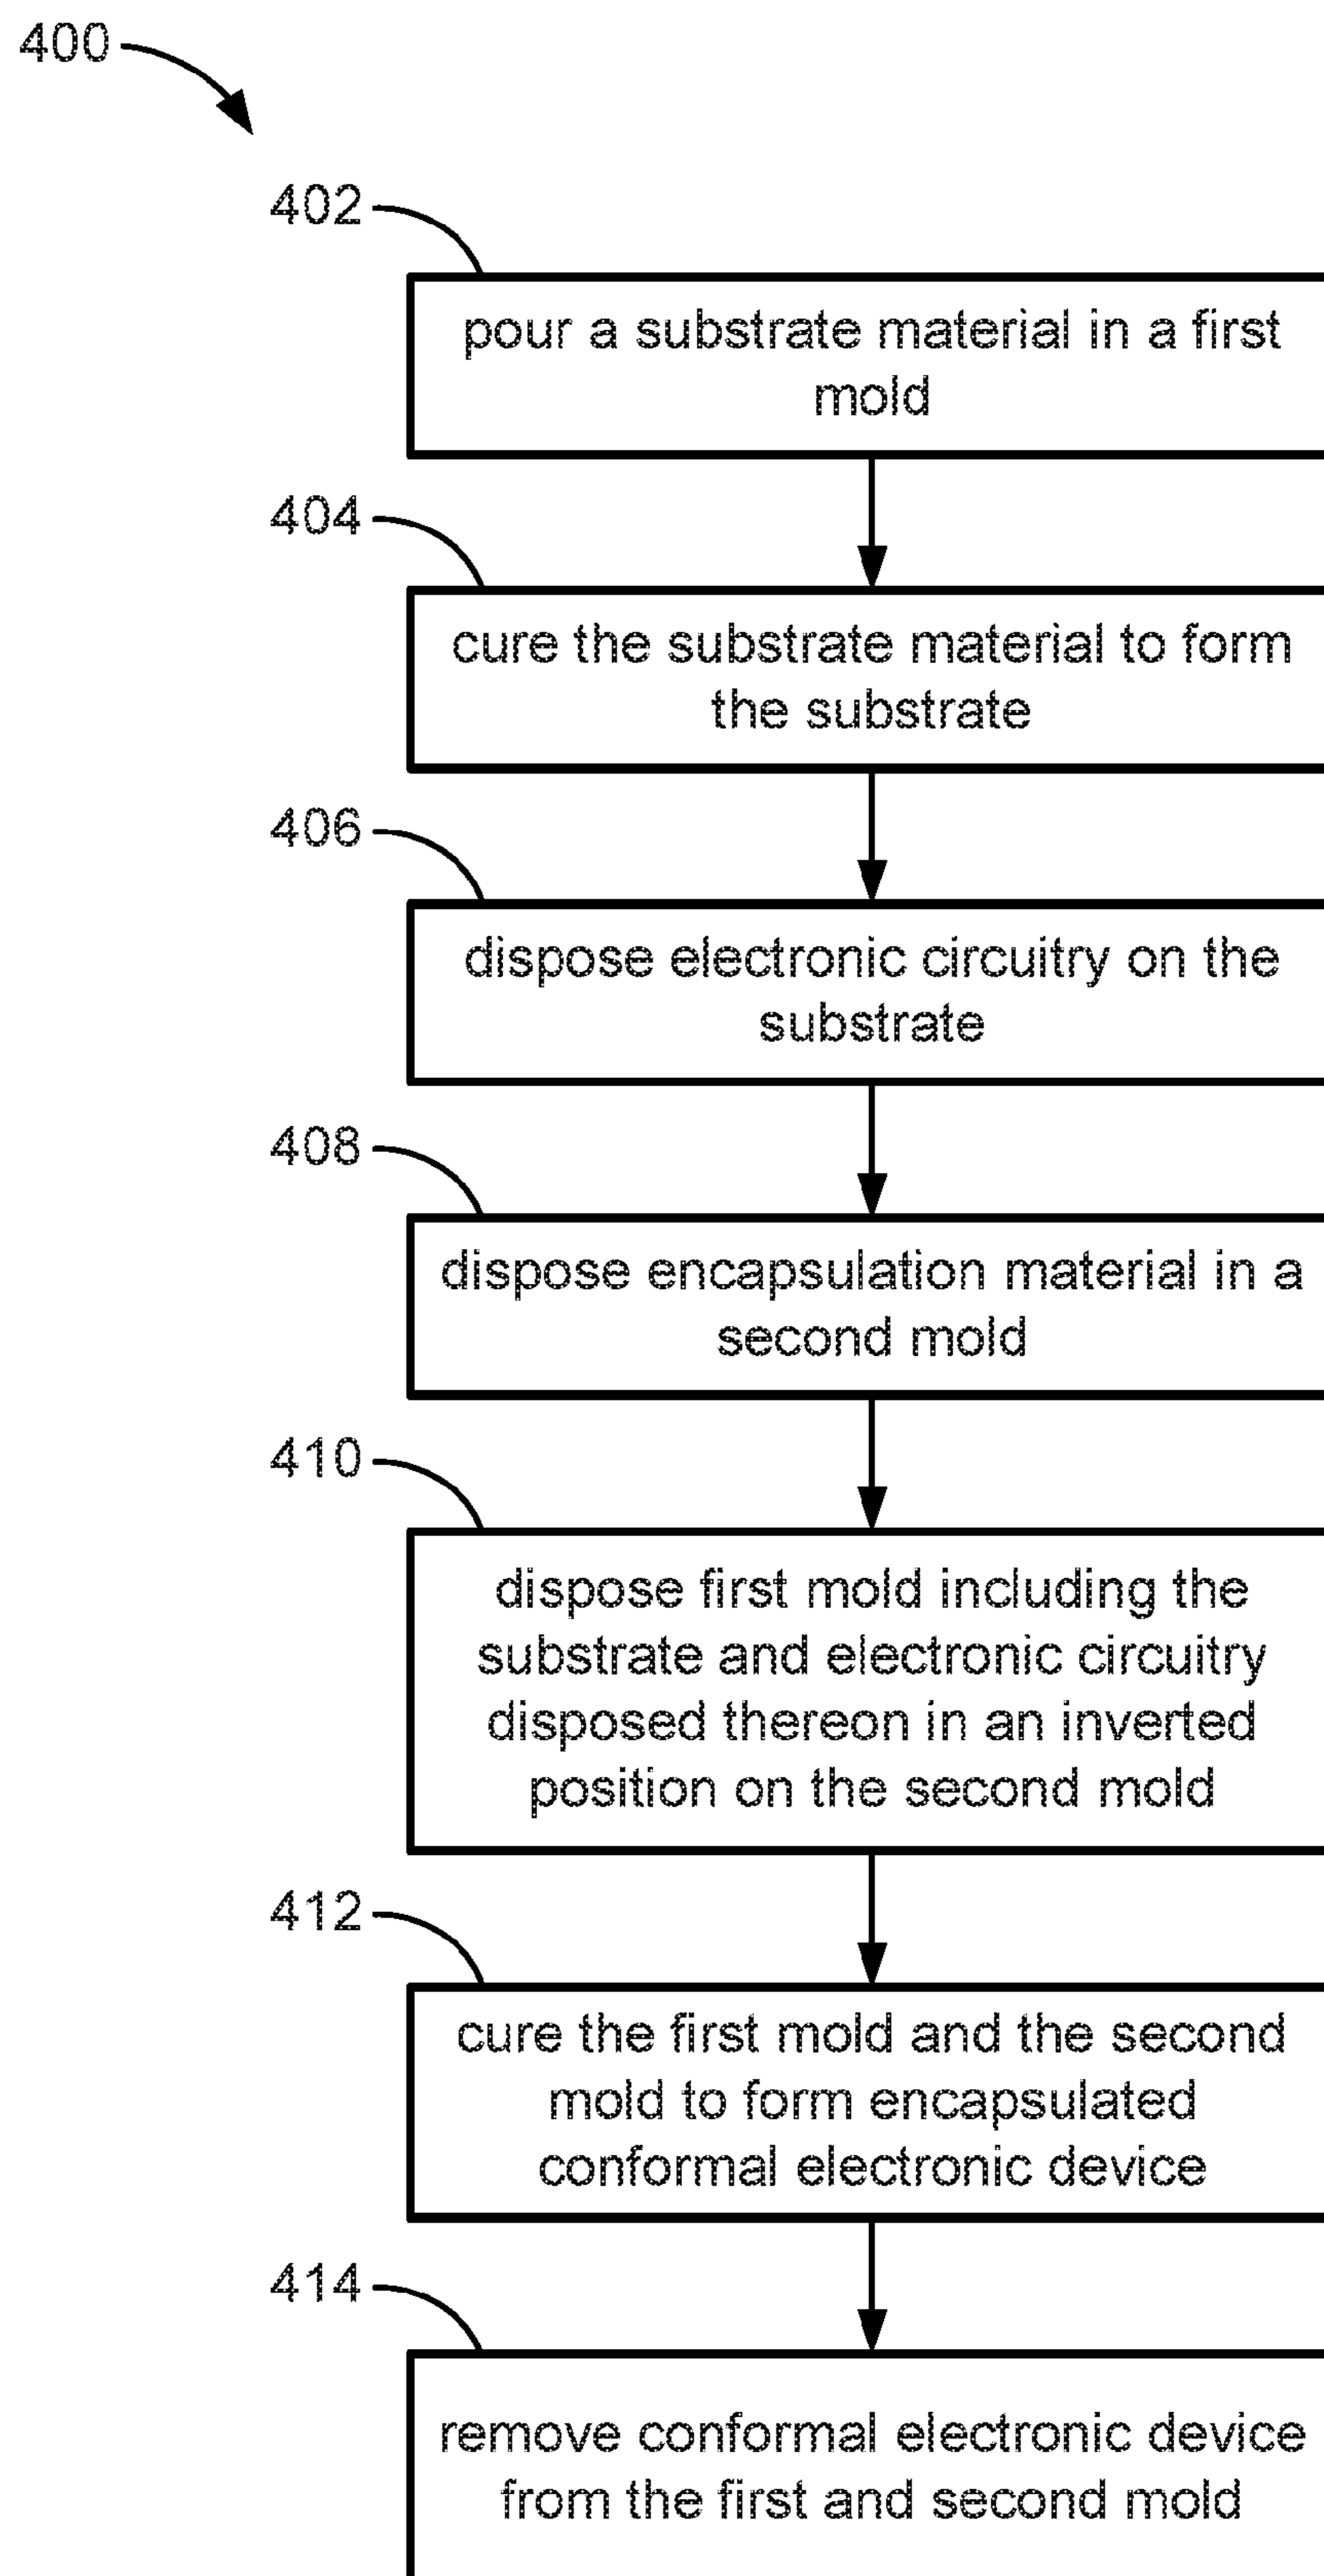 400
402
pour a substrate material in a first
mold
404
cure the substrate material to form
the substrate
406
dispose electronic circuitry on the
substrate
408
dispose encapsulation material in a
second mold
410
dispose first mold including the
substrate and electronic circuitry
disposed thereon in an inverted
position on the second mold
412
cure the first mold and the second
mold to form encapsulated
conformal electronic device
414
remove conformal electronic device
from the first and second mold